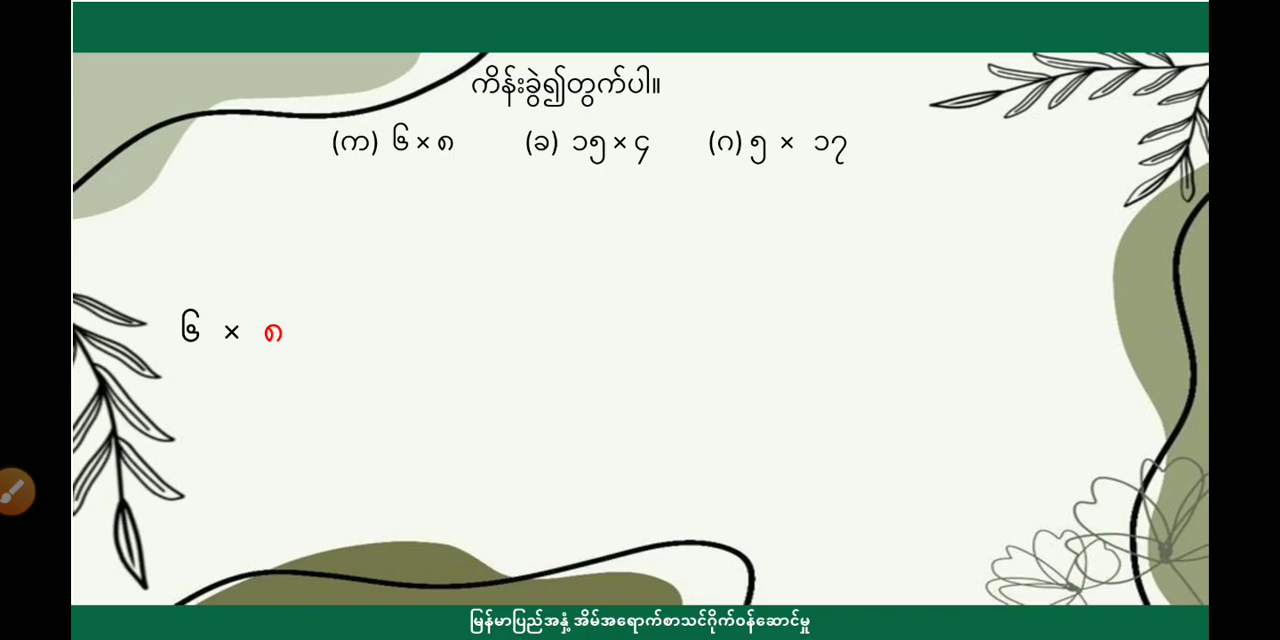 ကိန်းခွဲ၍တွက်ပါ။
(က) ၆ × ၈ (ခ) ၁၅ × ၄ (ဂ) ၅ × ၁၇
၆ × ၈
မြန်မာပြည်အနှံ့ အိမ်အရောက်စာသင်ဂိုက်ဝန်ဆောင်မှု